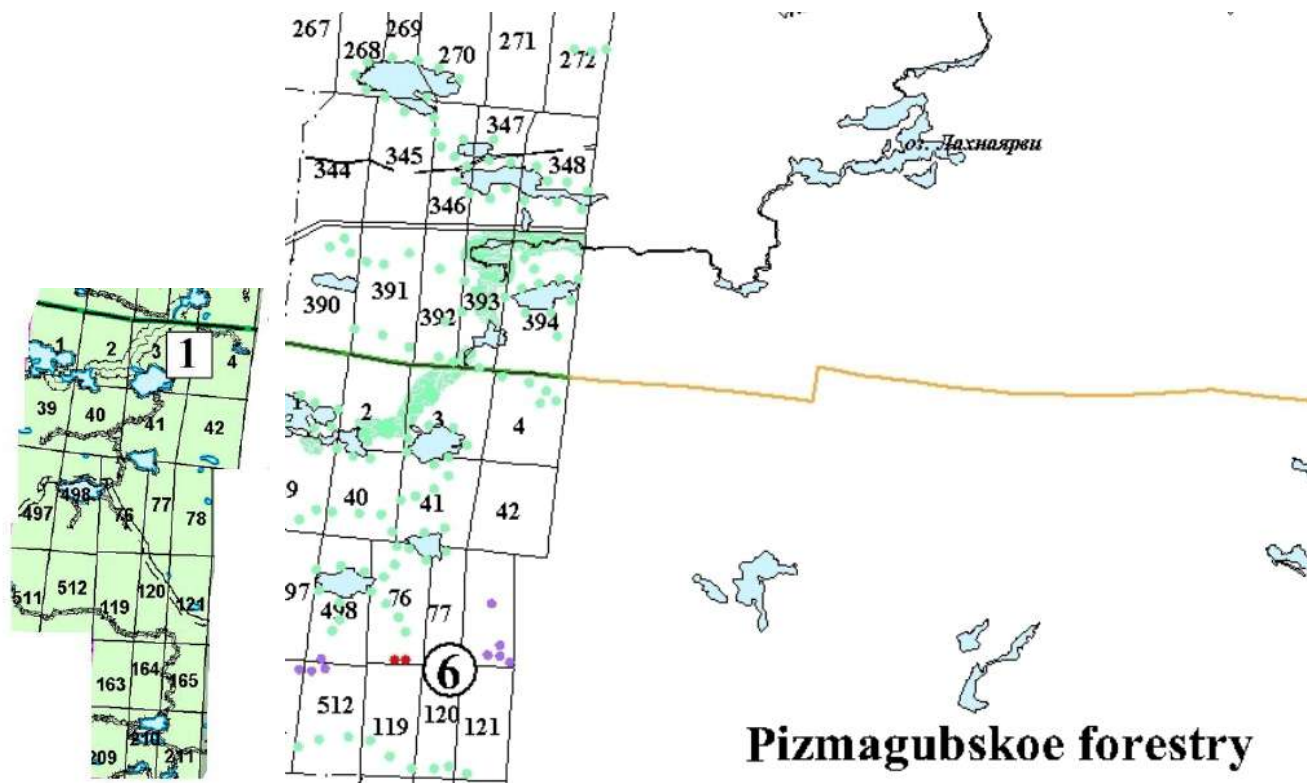 267 268 269 270 271 272
344 345 346 347 348
оз. Лахнаярви
390 391 392 393 394
1 2 3 4
39 40 41 42
497 498 76 77 78
511 512 119 120 121
163 164 165
209 210 211
1
1 2 3 4
9 40 41 42
97 498 76 77
6
512 119 120 121
Pizmagubskoe forestry